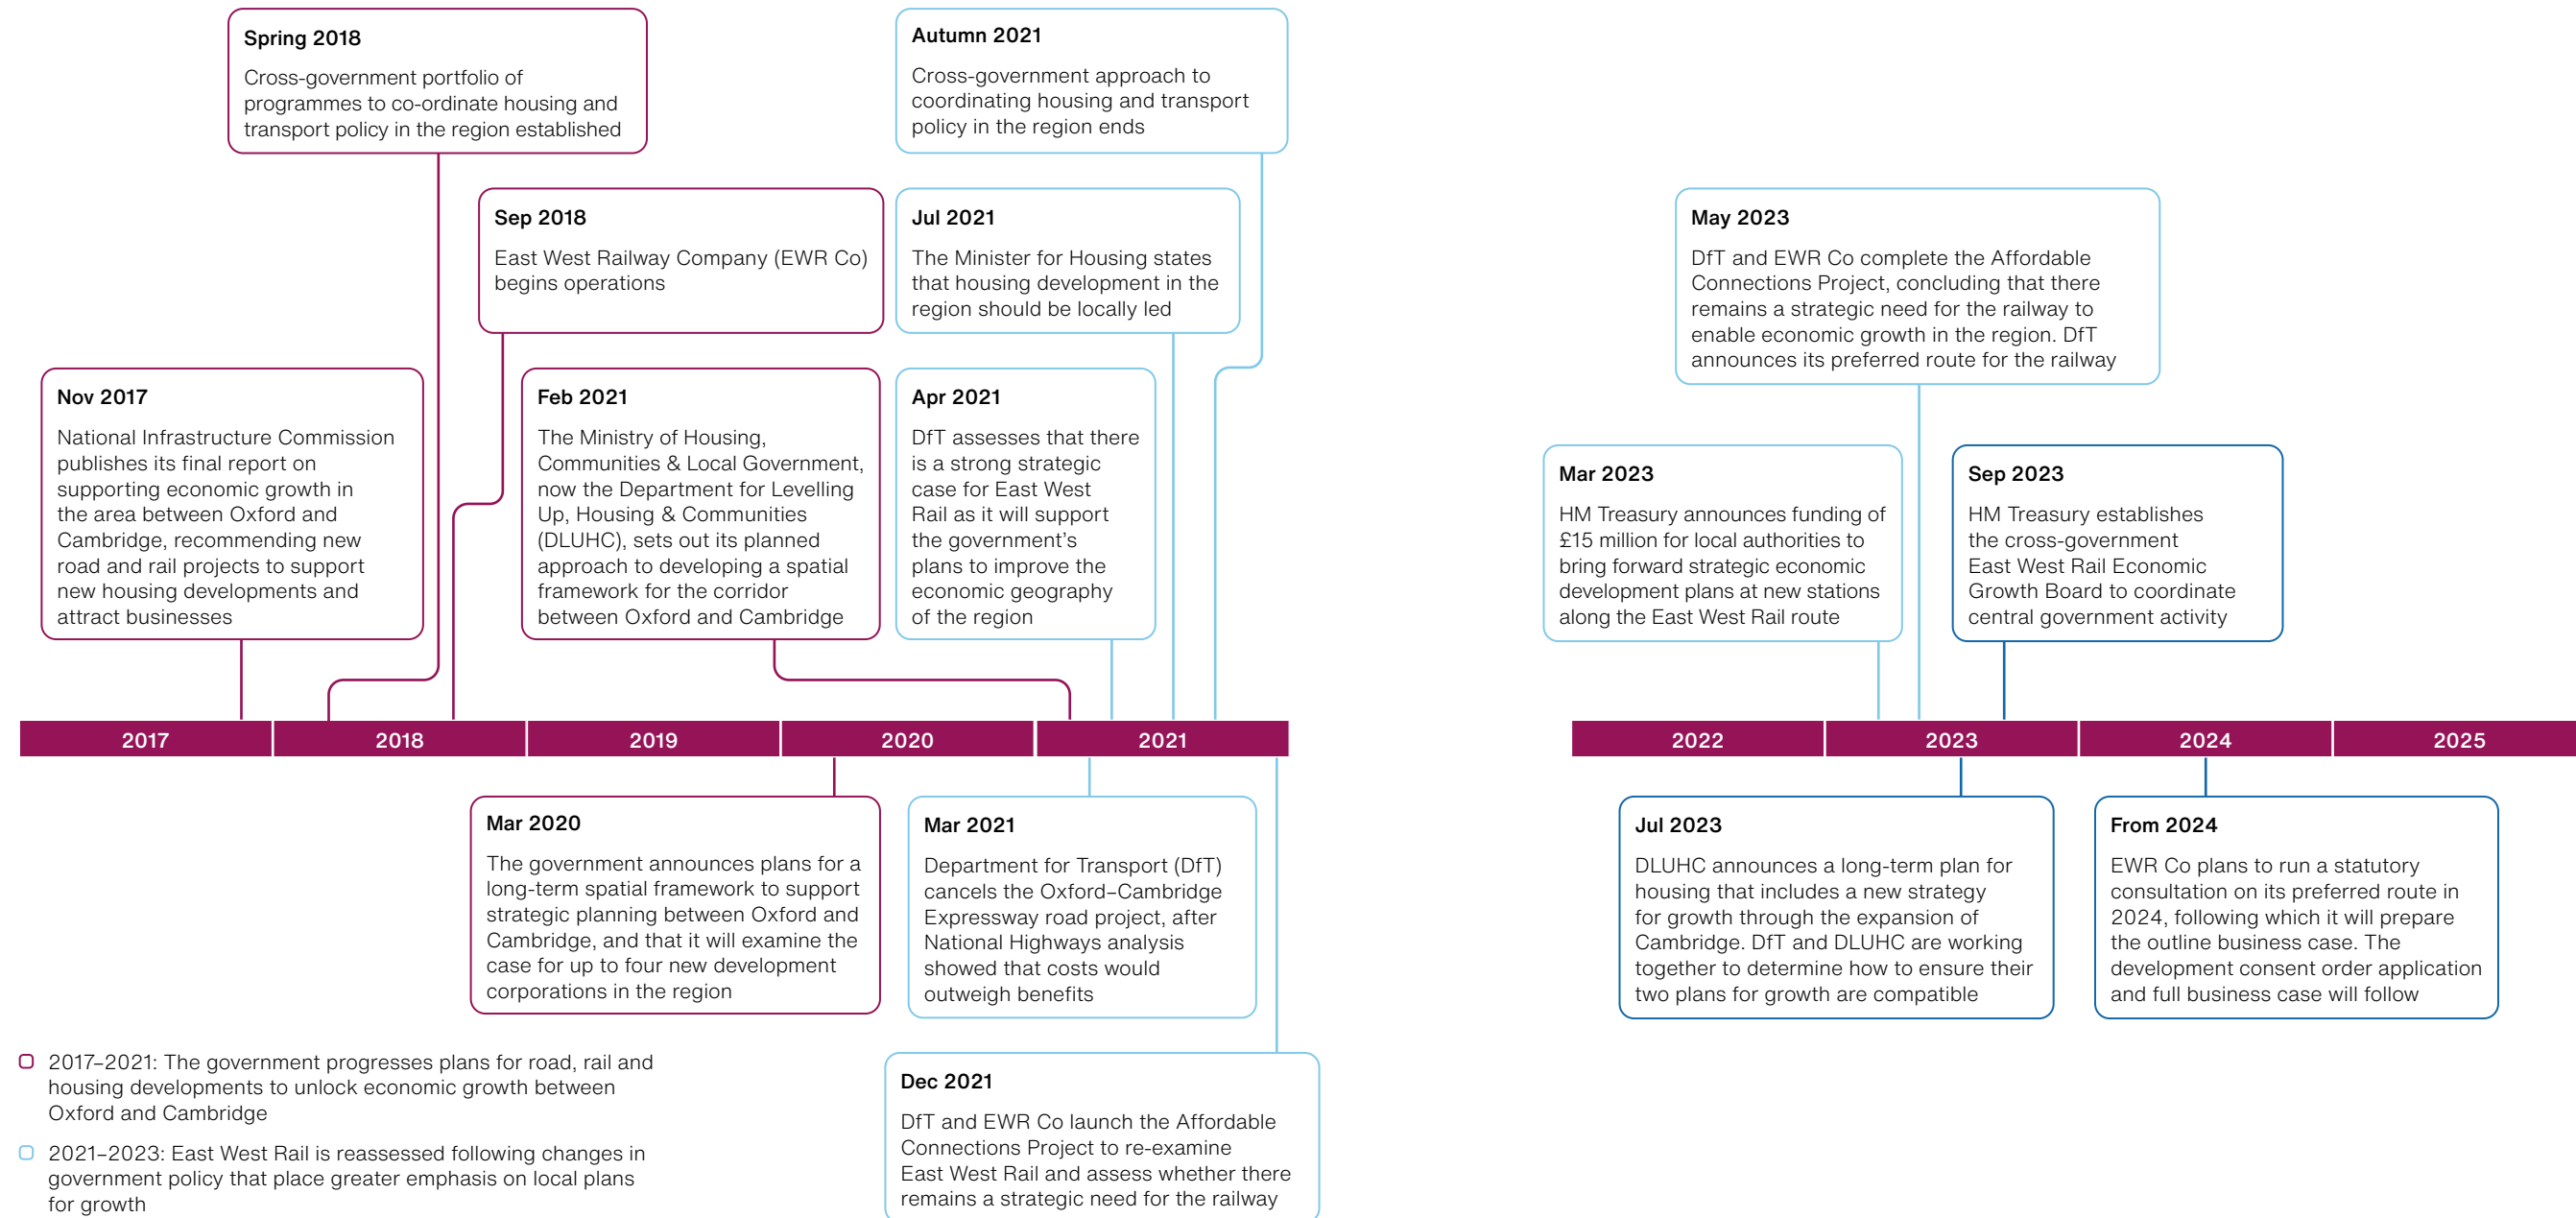 Spring 2018
Cross-government portfolio of
programmes to co-ordinate housing and
transport policy in the region established
Autumn 2021
Cross-government approach to
coordinating housing and transport
policy in the region ends
Sep 2018
East West Railway Company (EWR Co)
begins operations
Jul 2021
The Minister for Housing states
that housing development in the
region should be locally led
May 2023
DfT and EWR Co complete the Affordable
Connections Project, concluding that there
remains a strategic need for the railway to
enable economic growth in the region. DfT
announces its preferred route for the railway
Nov 2017
National Infrastructure Commission
publishes its final report on
supporting economic growth in
the area between Oxford and
Cambridge, recommending new
road and rail projects to support
new housing developments and
attract businesses
Feb 2021
The Ministry of Housing,
Communities & Local Government,
now the Department for Levelling
Up, Housing & Communities
(DLUHC), sets out its planned
approach to developing a spatial
framework for the corridor
between Oxford and Cambridge
Apr 2021
DfT assesses that there
is a strong strategic
case for East West
Rail as it will support
the government's
plans to improve the
economic geography
of the region
Mar 2023
HM Treasury announces funding of
£15 million for local authorities to
bring forward strategic economic
development plans at new stations
along the East West Rail route
Sep 2023
HM Treasury establishes
the cross-government
East West Rail Economic
Growth Board to coordinate
central government activity
2017
2018
2019
2020
2021
2022
2023
2024
2025
Mar 2020
The government announces plans for a
long-term spatial framework to support
strategic planning between Oxford and
Cambridge, and that it will examine the
case for up to four new development
corporations in the region
Mar 2021
Department for Transport (DfT)
cancels the Oxford–Cambridge
Expressway road project, after
National Highways analysis
showed that costs would
outweigh benefits
Jul 2023
DLUHC announces a long-term plan for
housing that includes a new strategy
for growth through the expansion of
Cambridge. DfT and DLUHC are working
together to determine how to ensure their
two plans for growth are compatible
From 2024
EWR Co plans to run a statutory
consultation on its preferred route in
2024, following which it will prepare
the outline business case. The
development consent order application
and full business case will follow
Dec 2021
DfT and EWR Co launch the Affordable
Connections Project to re-examine
East West Rail and assess whether there
remains a strategic need for the railway
2017–2021: The government progresses plans for road, rail and
housing developments to unlock economic growth between
Oxford and Cambridge
2021–2023: East West Rail is reassessed following changes in
government policy that place greater emphasis on local plans
for growth